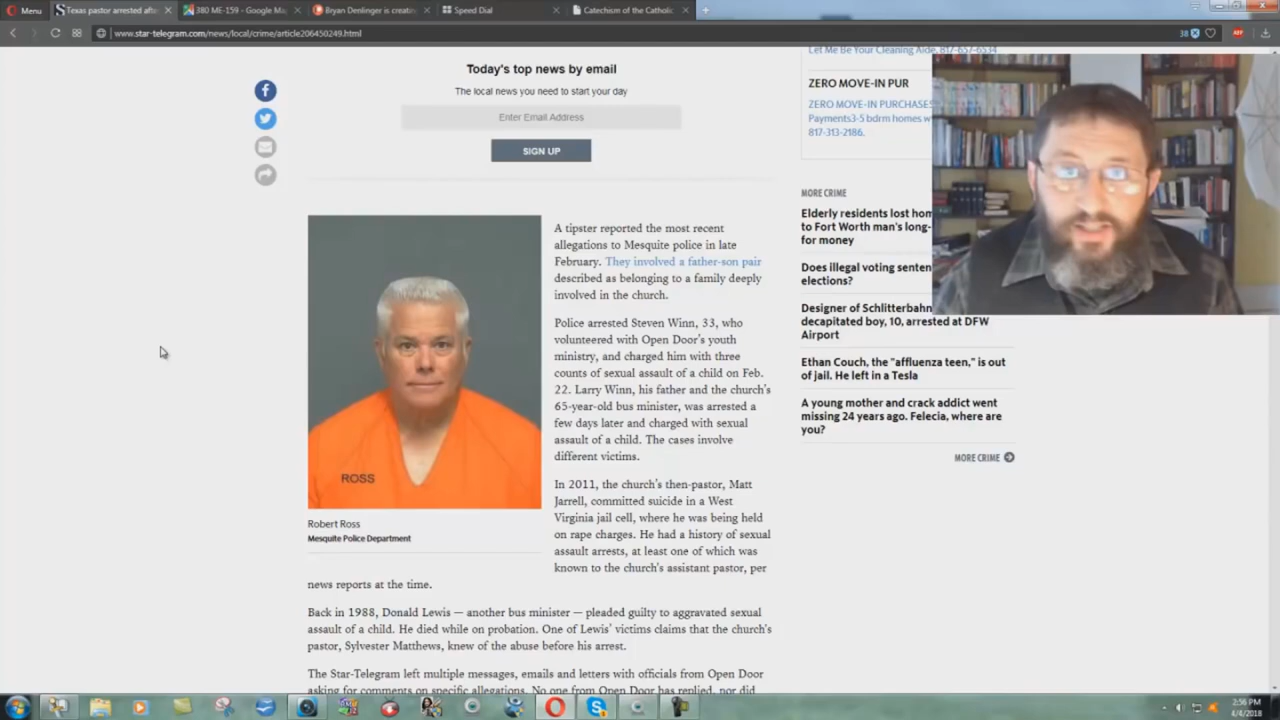 Menu
Texas pastor arrested afte
380 ME-159 - Google Ma
Bryan Denlinger is creatin
Speed Dial
Catechism of the Catholic
www.star-telegram.com/news/local/crime/article206450249.html
38
ABP
Today's top news by email
The local news you need to start your day
Enter Email Address
SIGN UP
Let Me Be Your Cleaning Aide, 817-657-6534
ZERO MOVE-IN PUR
ZERO MOVE-IN PURCHASE
Payments3-5 bdrm homes w
817-313-2186.
ROSS
Robert Ross
Mesquite Police Department
A tipster reported the most recent
allegations to Mesquite police in late
February. They involved a father-son pair
described as belonging to a family deeply
involved in the church.
Police arrested Steven Winn, 33, who
volunteered with Open Door's youth
ministry, and charged him with three
counts of sexual assault of a child on Feb.
22. Larry Winn, his father and the church's
65-year-old bus minister, was arrested a
few days later and charged with sexual
assault of a child. The cases involve
different victims.
In 2011, the church's then-pastor, Matt
Jarrell, committed suicide in a West
Virginia jail cell, where he was being held
on rape charges. He had a history of sexual
assault arrests, at least one of which was
known to the church's assistant pastor, per
news reports at the time.
Back in 1988, Donald Lewis — another bus minister — pleaded guilty to aggravated sexual
assault of a child. He died while on probation. One of Lewis' victims claims that the church's
pastor, Sylvester Matthews, knew of the abuse before his arrest.
The Star-Telegram left multiple messages, emails and letters with officials from Open Door
asking for comments on specific allegations. No one from Open Door has replied, nor did
MORE CRIME
Elderly residents lost hom
to Fort Worth man's long-
for money
Does illegal voting senten
elections?
Designer of Schlitterbahn
decapitated boy, 10, arrested at DFW
Airport
Ethan Couch, the "affluenza teen," is out
of jail. He left in a Tesla
A young mother and crack addict went
missing 24 years ago. Felecia, where are
you?
MORE CRIME
2:56 PM
4/4/2018